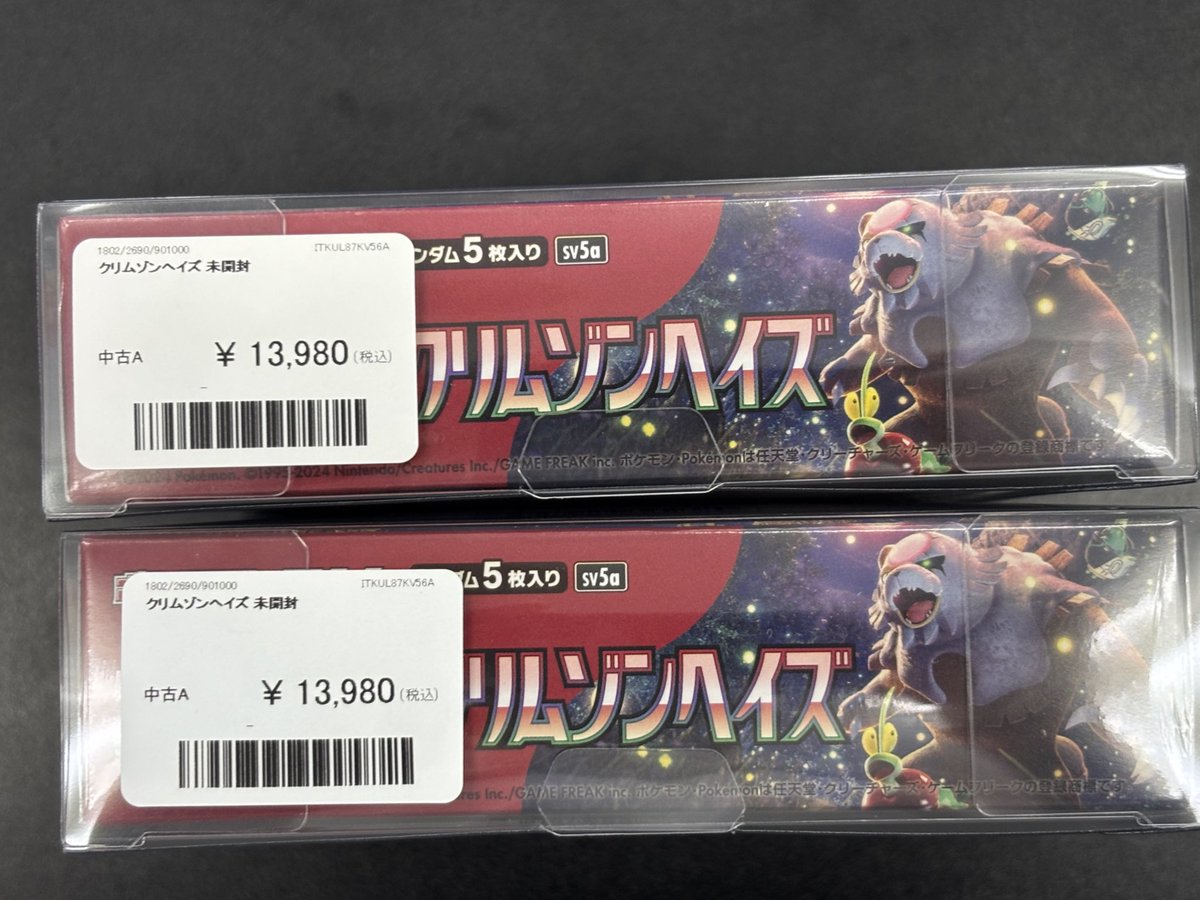 1802/2690/901000 ITKUL87KV56A
クリムゾンヘイズ 未開封
中古A ¥ 13,980(税込)
ンダム5枚入り sv5a
クリムゾンヘイズ
©2024 Pokémon. ©1995-2024 Nintendo/Creatures Inc./GAME FREAK inc. ポケモン・Pokémonは任天堂・クリーチャーズ・ゲームフリークの登録商標です
1802/2690/901000 ITKUL87KV56A
クリムゾンヘイズ 未開封
中古A ¥ 13,980(税込)
ダム5枚入り sv5a
クリムゾンヘイズ
res Inc./GAME FREAK inc. ポケモン・Pokémonは任天堂・クリーチャーズ・ゲームフリークの登録商標です